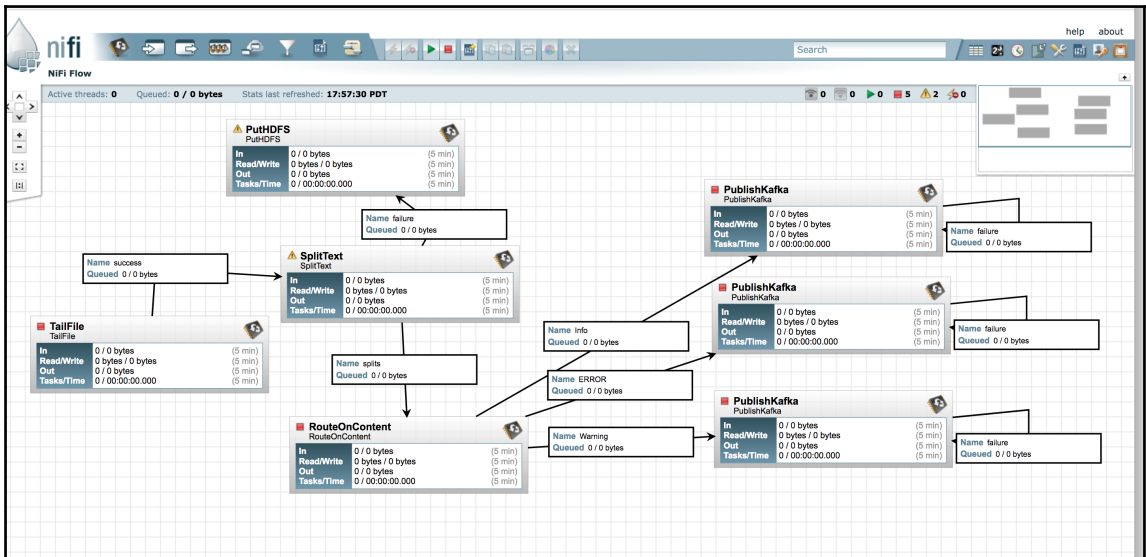 help about
nifi
Search
NiFi Flow
Active threads: 0 Queued: 0 / 0 bytes Stats last refreshed: 17:57:30 PDT
0 0 0 5 2 0
PutHDFS
PutHDFS
In 0 / 0 bytes (5 min)
Read/Write 0 bytes / 0 bytes (5 min)
Out 0 / 0 bytes (5 min)
Tasks/Time 0 / 00:00:00.000 (5 min)
Name failure
Queued 0 / 0 bytes
SplitText
SplitText
In 0 / 0 bytes (5 min)
Read/Write 0 bytes / 0 bytes (5 min)
Out 0 / 0 bytes (5 min)
Tasks/Time 0 / 00:00:00.000 (5 min)
Name success
Queued 0 / 0 bytes
TailFile
TailFile
In 0 / 0 bytes (5 min)
Read/Write 0 bytes / 0 bytes (5 min)
Out 0 / 0 bytes (5 min)
Tasks/Time 0 / 00:00:00.000 (5 min)
Name splits
Queued 0 / 0 bytes
RouteOnContent
RouteOnContent
In 0 / 0 bytes (5 min)
Read/Write 0 bytes / 0 bytes (5 min)
Out 0 / 0 bytes (5 min)
Tasks/Time 0 / 00:00:00.000 (5 min)
Name Info
Queued 0 / 0 bytes
Name ERROR
Queued 0 / 0 bytes
Name Warning
Queued 0 / 0 bytes
PublishKafka
PublishKafka
In 0 / 0 bytes (5 min)
Read/Write 0 bytes / 0 bytes (5 min)
Out 0 / 0 bytes (5 min)
Tasks/Time 0 / 00:00:00.000 (5 min)
Name failure
Queued 0 / 0 bytes
PublishKafka
PublishKafka
In 0 / 0 bytes (5 min)
Read/Write 0 bytes / 0 bytes (5 min)
Out 0 / 0 bytes (5 min)
Tasks/Time 0 / 00:00:00.000 (5 min)
Name failure
Queued 0 / 0 bytes
PublishKafka
PublishKafka
In 0 / 0 bytes (5 min)
Read/Write 0 bytes / 0 bytes (5 min)
Out 0 / 0 bytes (5 min)
Tasks/Time 0 / 00:00:00.000 (5 min)
Name failure
Queued 0 / 0 bytes